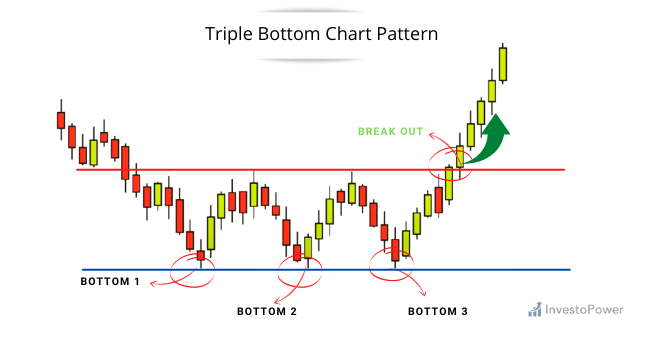 Triple Bottom Chart Pattern
BREAK OUT
BOTTOM 1
BOTTOM 2
BOTTOM 3
InvestoPower